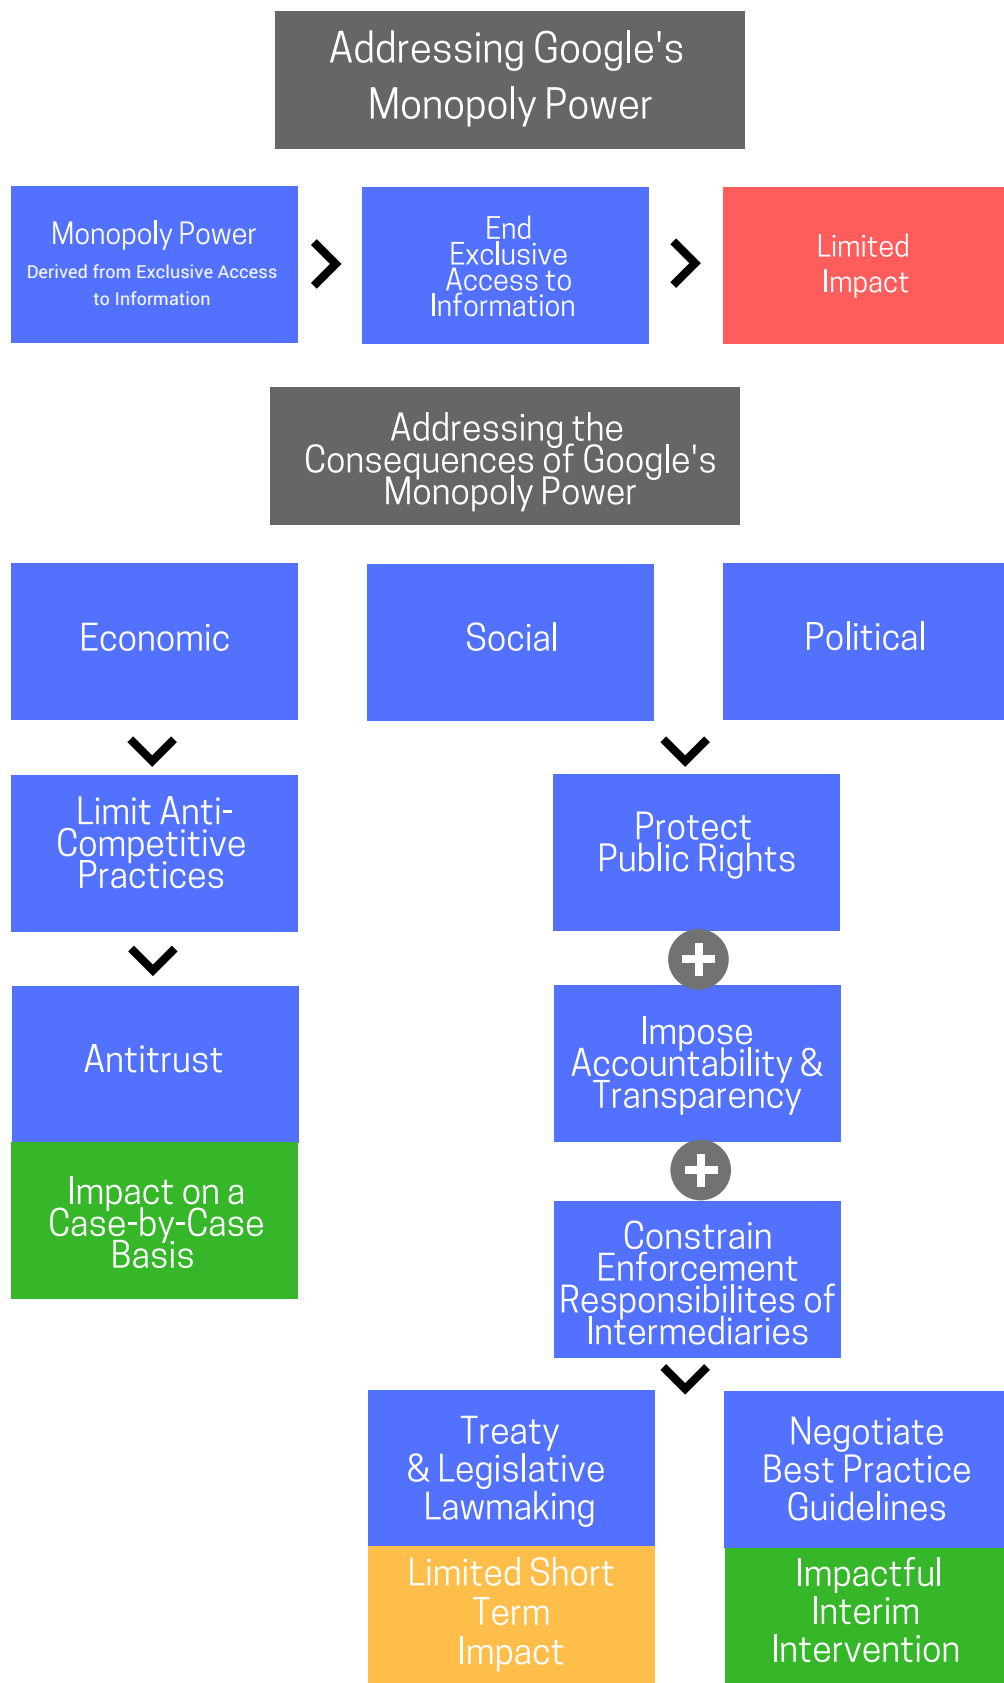 Addressing Google's
Monopoly Power
Monopoly Power
Derived from Exclusive Access
to Information
End
Exclusive
Access to
Information
Limited
Impact
Addressing the
Consequences of Google's
Monopoly Power
Economic
Social
Political
Limit Anti-
Competitive
Practices
Protect
Public Rights
Antitrust
Impose
Accountability &
Transparency
Impact on a
Case-by-Case
Basis
Constrain
Enforcement
Responsibilites of
Intermediaries
Treaty
& Legislative
Lawmaking
Negotiate
Best Practice
Guidelines
Limited Short
Term
Impact
Impactful
Interim
Intervention